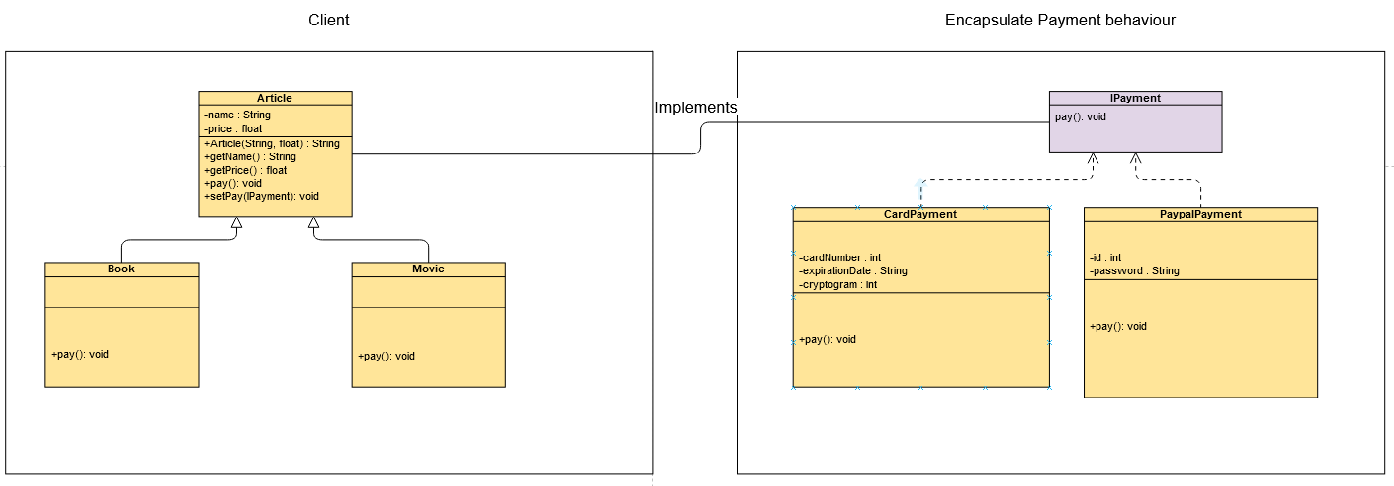 Client
Encapsulate Payment behaviour
Article
-name : String
-price : float
+Article(String, float) : String
+getName() : String
+getPrice() : float
+pay(): void
+setPay(IPayment): void
Implements
IPayment
pay(): void
Book
+pay(): void
Movie
+pay(): void
CardPayment
-cardNumber : int
-expirationDate : String
-cryptogram : int
+pay(): void
PaypalPayment
-id : int
-password : String
+pay(): void